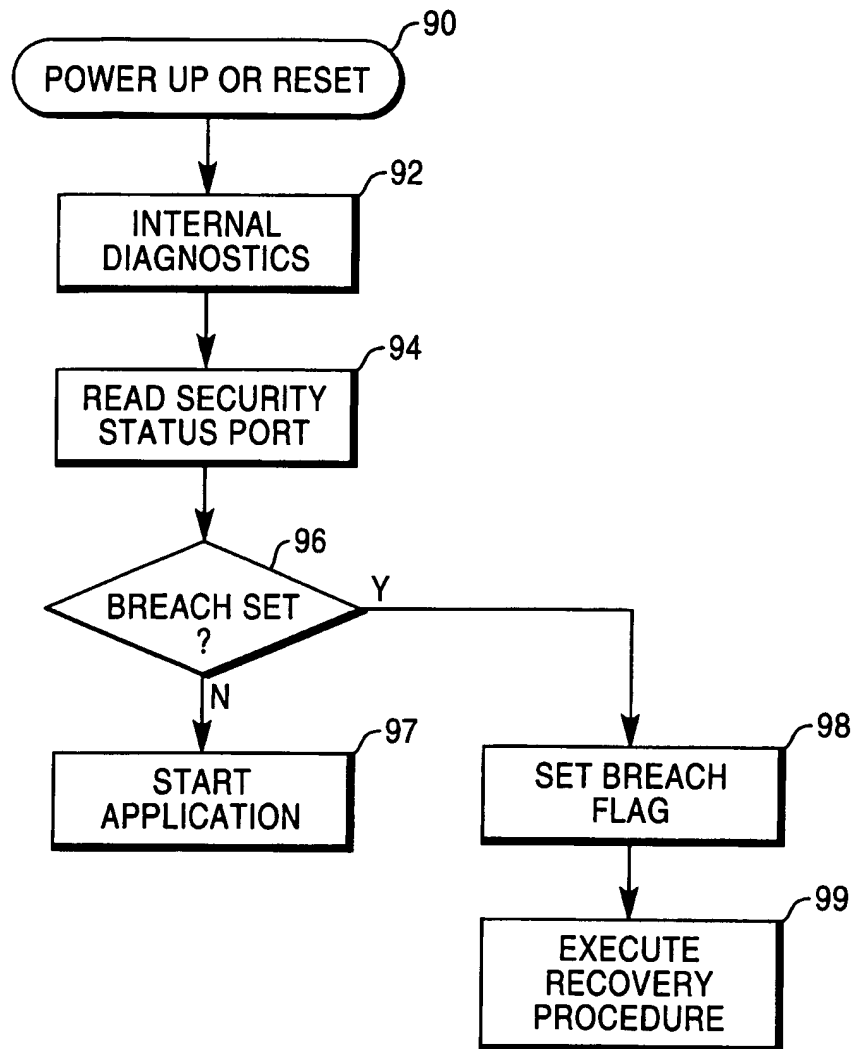 90
POWER UP OR RESET
92
INTERNAL
DIAGNOSTICS
94
READ SECURITY
STATUS PORT
96
BREACH SET
?
Y
N
97
START
APPLICATION
98
SET BREACH
FLAG
99
EXECUTE
RECOVERY
PROCEDURE